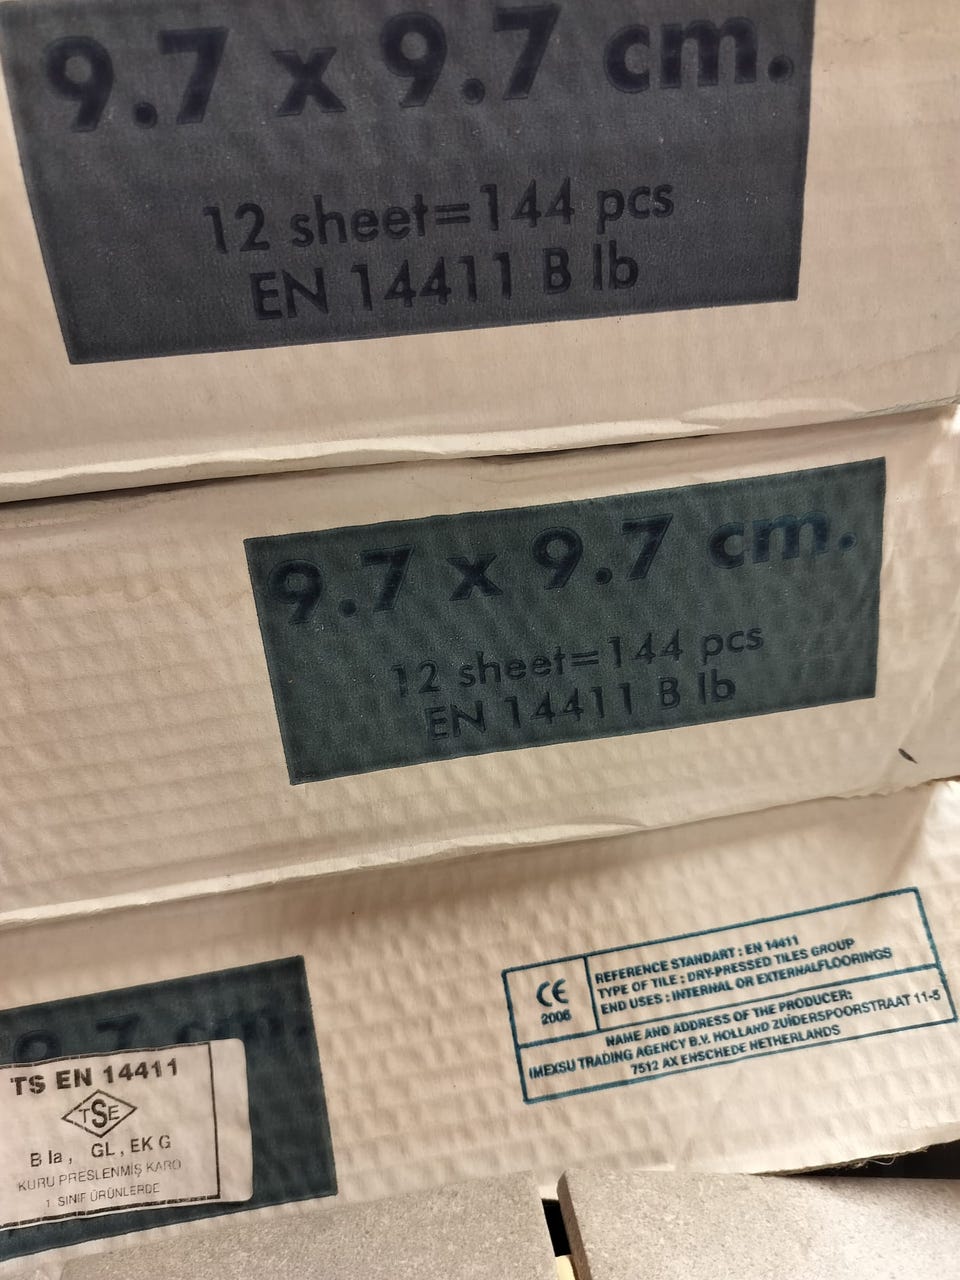 9.7 x 9.7 cm.
12 sheet=144 pcs
EN 14411 B Ib
9.7 x 9.7 cm.
12 sheet=144 pcs
EN 14411 B Ib
9.7 cm.
TS EN 14411
TSE
B Ia, GL, EK G
KURU PRESLENMİŞ KARO
1. SINIF ÜRÜNLERDE
CE
2006
REFERENCE STANDART : EN 14411
TYPE OF TILE : DRY-PRESSED TILES GROUP
END USES : INTERNAL OR EXTERNALFLOORINGS
NAME AND ADDRESS OF THE PRODUCER:
IMEXSU TRADING AGENCY B.V. HOLLAND ZUİDERSPOORSTRAAT 11-5
7512 AX ENSCHEDE NETHERLANDS